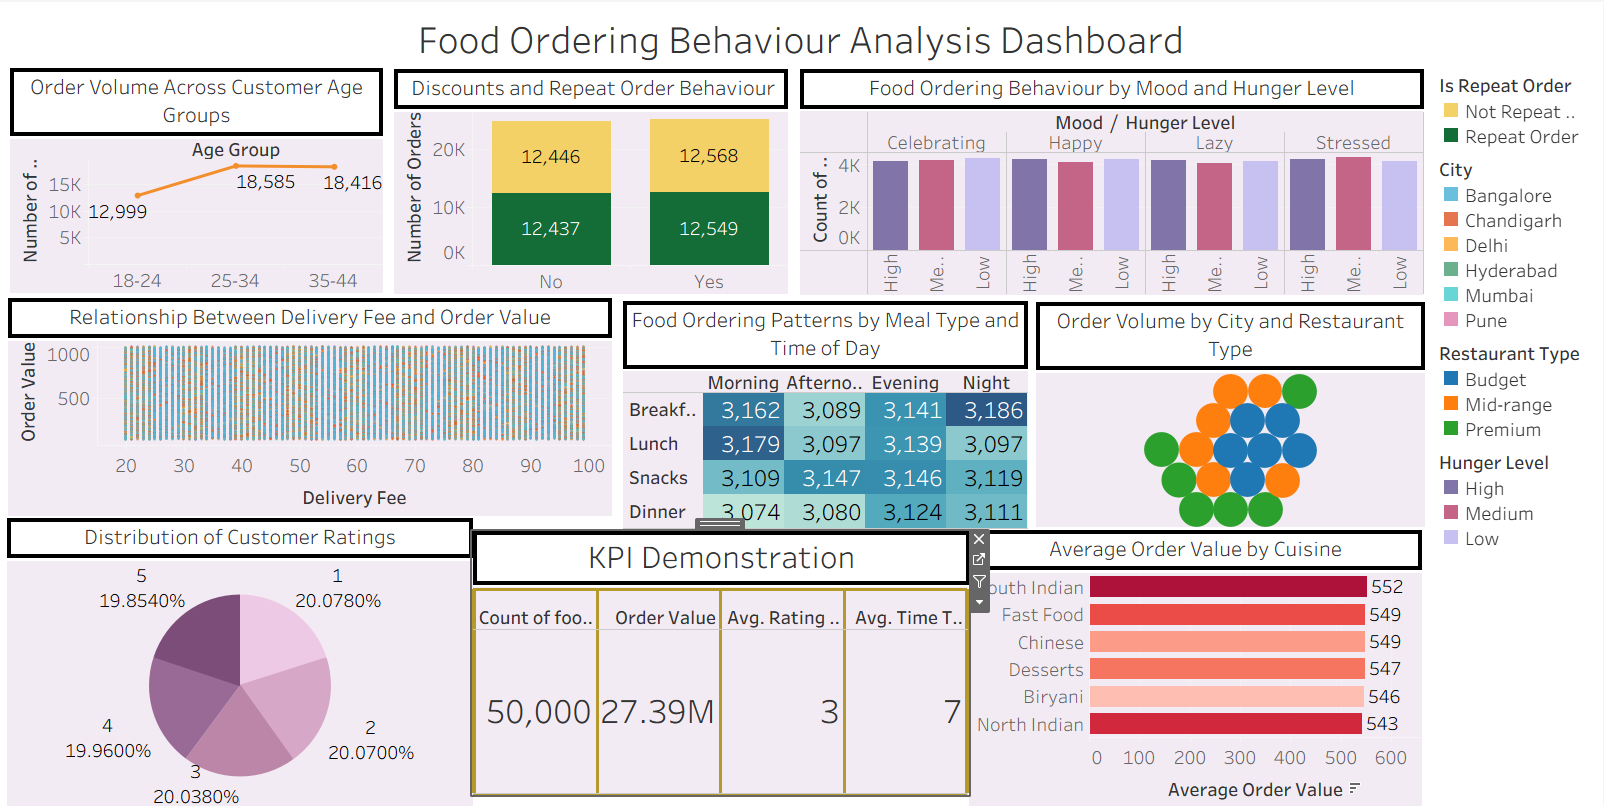 Food Ordering Behaviour Analysis Dashboard
Order Volume Across Customer Age
Groups
Age Group
Number of ..
15K
10K
5K
12,999
18,585
18,416
18-24
25-34
35-44
Discounts and Repeat Order Behaviour
Number of Orders
20K
10K
0K
12,446
12,568
12,437
12,549
No
Yes
Food Ordering Behaviour by Mood and Hunger Level
Mood / Hunger Level
Celebrating
Happy
Lazy
Stressed
Count of ..
4K
2K
0K
High
Me..
Low
High
Me..
Low
High
Me..
Low
High
Me..
Low
Is Repeat Order
Not Repeat ..
Repeat Order
City
Bangalore
Chandigarh
Delhi
Hyderabad
Mumbai
Pune
Restaurant Type
Budget
Mid-range
Premium
Hunger Level
High
Medium
Low
Relationship Between Delivery Fee and Order Value
Order Value
1000
500
20 30 40 50 60 70 80 90 100
Delivery Fee
Food Ordering Patterns by Meal Type and
Time of Day
Morning Afterno.. Evening Night
Breakf.. 3,162 3,089 3,141 3,186
Lunch 3,179 3,097 3,139 3,097
Snacks 3,109 3,147 3,146 3,119
Dinner 3,074 3,080 3,124 3,111
Order Volume by City and Restaurant
Type
Distribution of Customer Ratings
5
19.8540%
1
20.0780%
4
19.9600%
2
20.0700%
3
20.0380%
KPI Demonstration
Count of foo.. Order Value Avg. Rating .. Avg. Time T..
50,000 27.39M 3 7
Average Order Value by Cuisine
outh Indian 552
Fast Food 549
Chinese 549
Desserts 547
Biryani 546
North Indian 543
0 100 200 300 400 500 600
Average Order Value